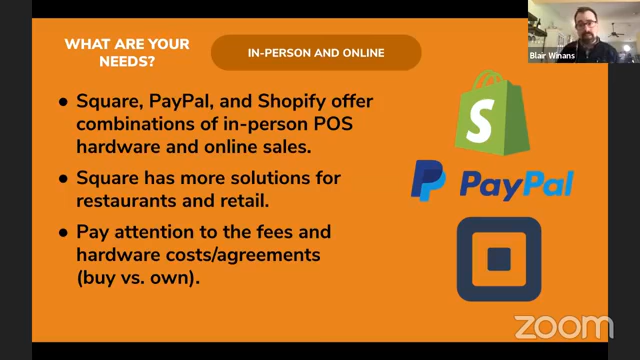 WHAT ARE YOUR
NEEDS?
IN-PERSON AND ONLINE
Blair Winans
● Square, PayPal, and Shopify offer
combinations of in-person POS
hardware and online sales.
● Square has more solutions for
restaurants and retail.
● Pay attention to the fees and
hardware costs/agreements
(buy vs. own).
S
PayPal
zoom